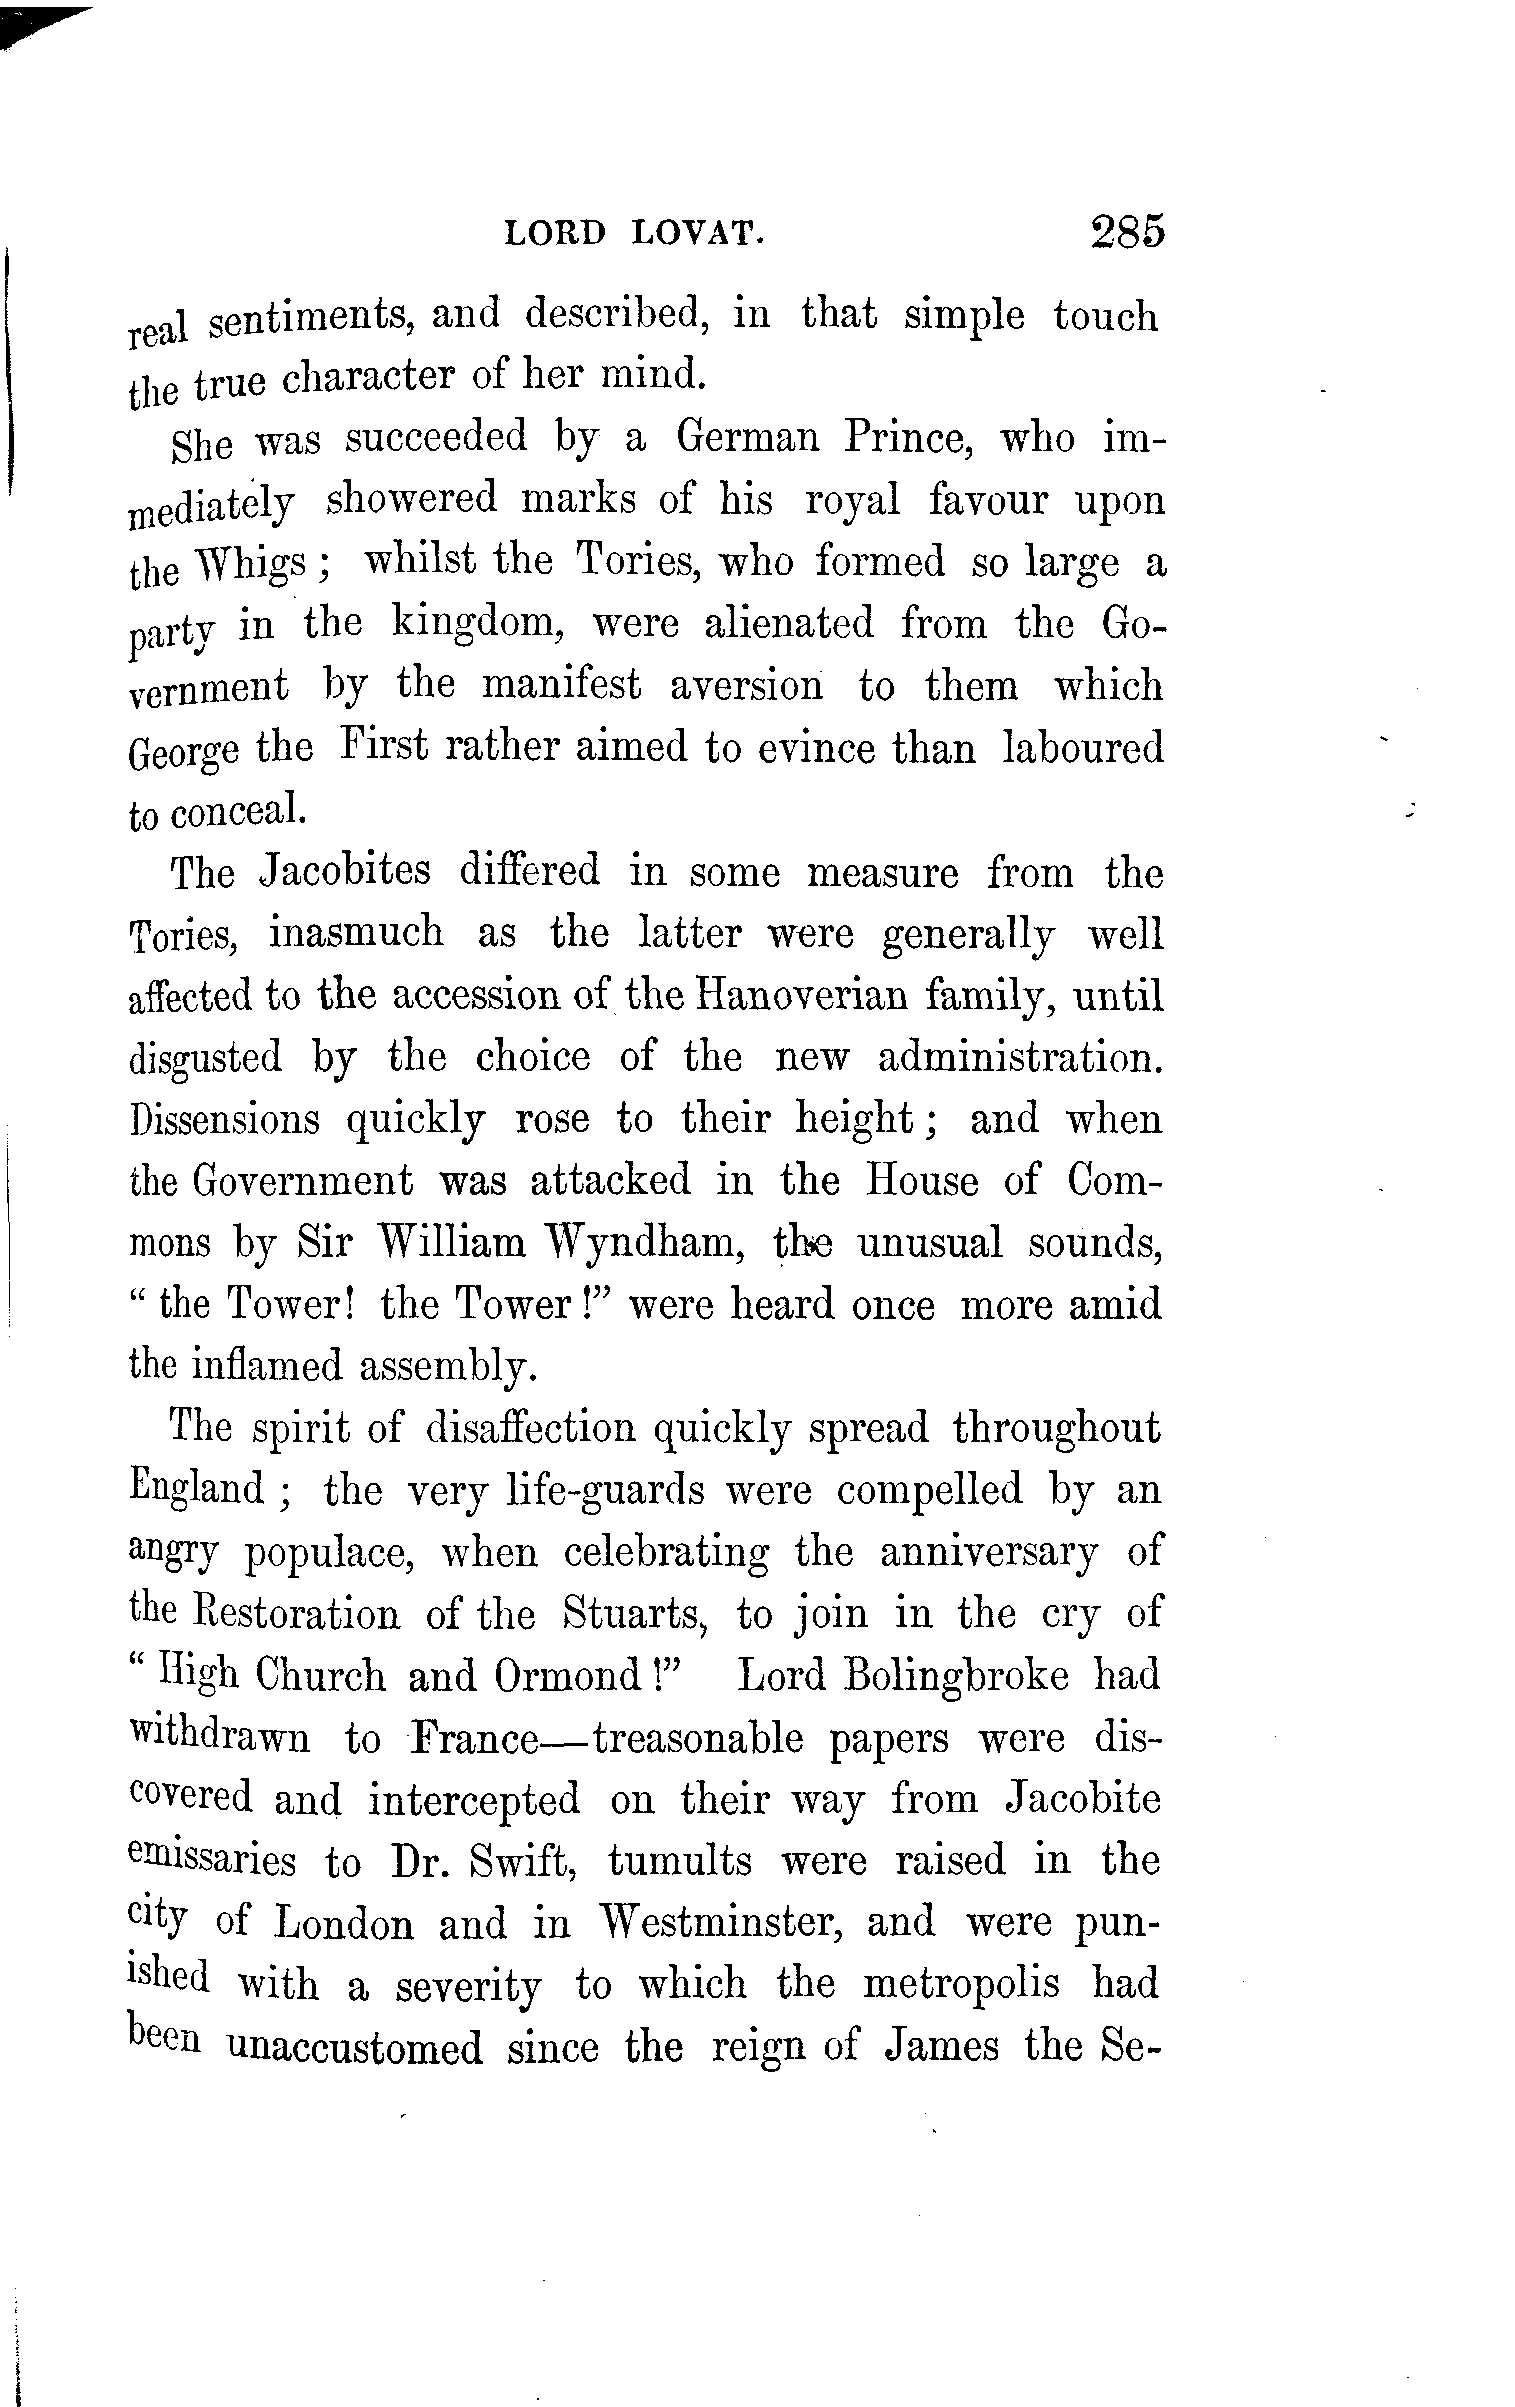 LORD LOVAT. 285
real sentiments, and described, in that simple touch
the true character of her mind.
She was succeeded by a German Prince, who im-
mediately showered marks of his royal favour upon
the Whigs ; whilst the Tories, who formed so large a
party in the kingdom, were alienated from the Go-
vernment by the manifest aversion to them which
George the First rather aimed to evince than laboured
to conceal.
The Jacobites differed in some measure from the
Tories, inasmuch as the latter were generally well
affected to the accession of the Hanoverian family, until
disgusted by the choice of the new administration.
Dissensions quickly rose to their height ; and when
the Government was attacked in the House of Com-
mons by Sir William Wyndham, the unusual sounds,
“ the Tower! the Tower !” were heard once more amid
the inflamed assembly.
The spirit of disaffection quickly spread throughout
England ; the very life-guards were compelled by an
angry populace, when celebrating the anniversary of
the Restoration of the Stuarts, to join in the cry of
“ High Church and Ormond !” Lord Bolingbroke had
withdrawn to France—treasonable papers were dis-
covered and intercepted on their way from Jacobite
emissaries to Dr. Swift, tumults were raised in the
city of London and in Westminster, and were pun-
ished with a severity to which the metropolis had
been unaccustomed since the reign of James the Se-